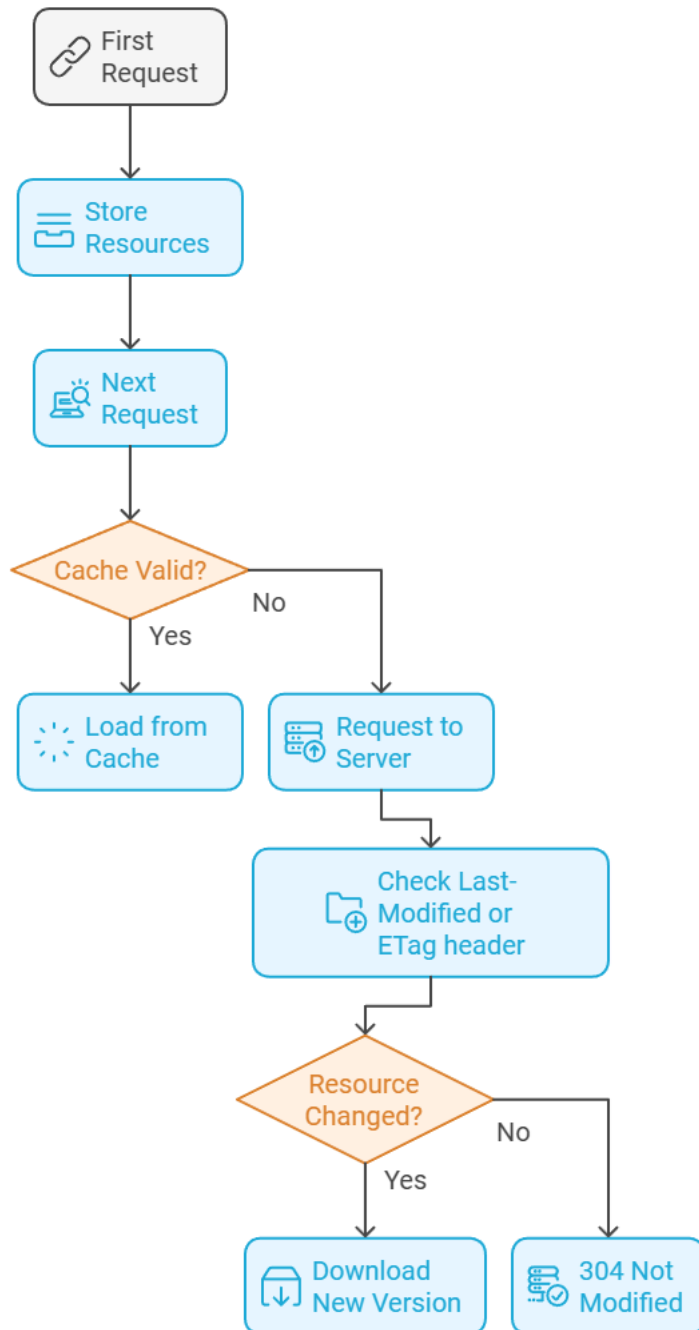 First
Request
Store
Resources
Next
Request
Cache Valid?
No
Yes
Load from
Cache
Request to
Server
Check Last-
Modified or
ETag header
Resource
Changed?
No
Yes
Download
New Version
304 Not
Modified